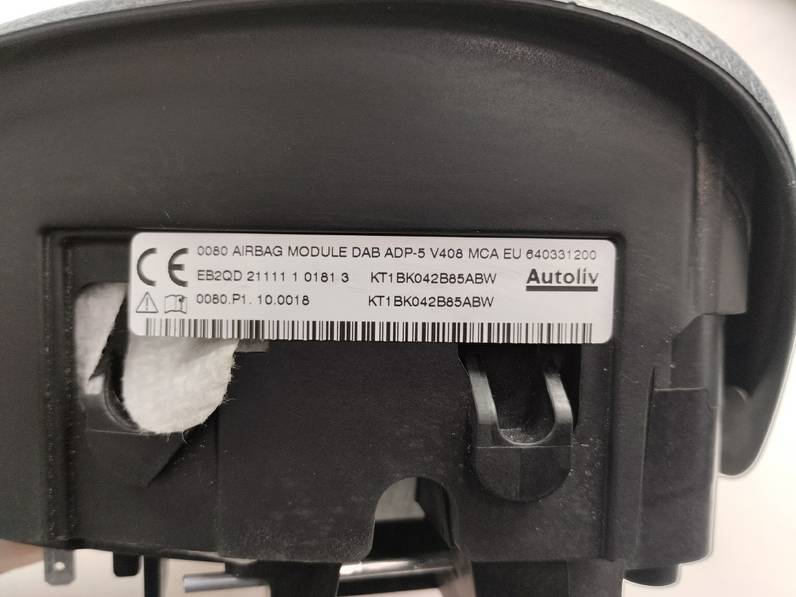 CE 0080 AIRBAG MODULE DAB ADP-5 V408 MCA EU 640331200
EB2QD 21111 1 0181 3 KT1BK042B85ABW Autoliv
0080.P1. 10.0018 KT1BK042B85ABW